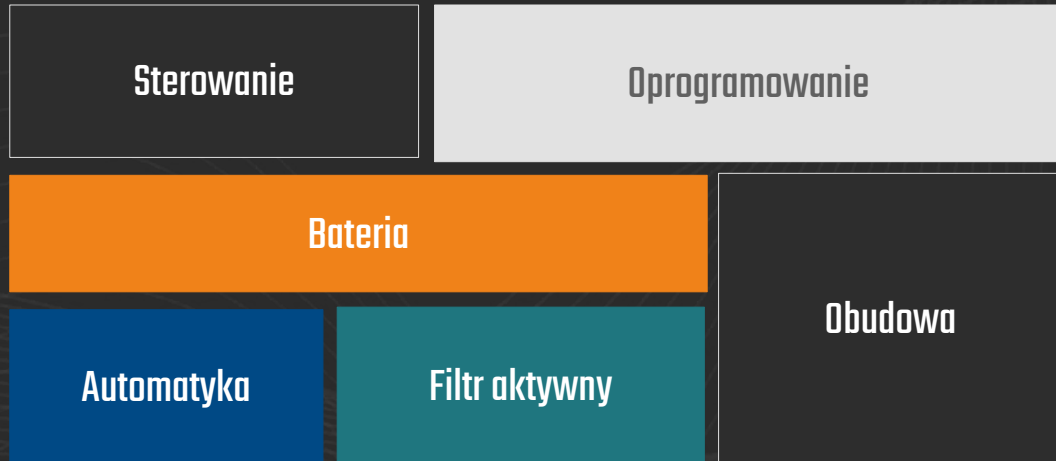 Sterowanie
Oprogramowanie
Bateria
Obudowa
Automatyka
Filtr aktywny